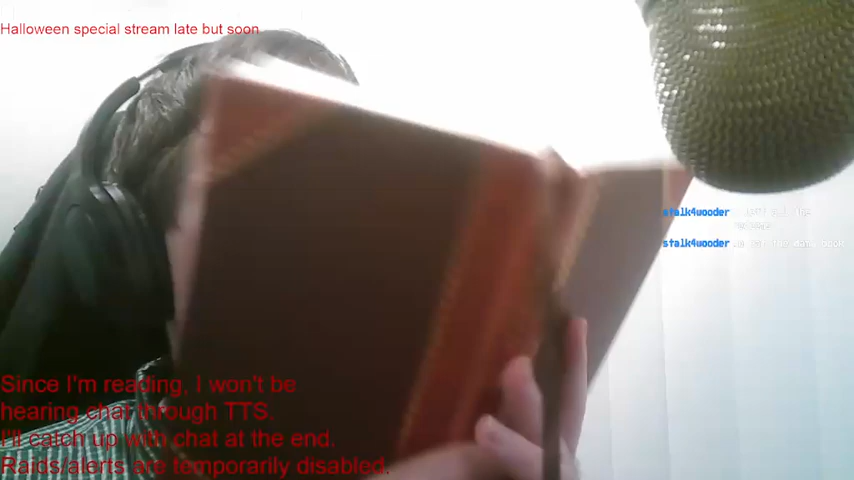 Halloween special stream late but soon
stalk4wooder
stalk4wooder book
Since I'm reading, I won't be
hearing chat through TTS.
I'll catch up with chat at the end.
Raids/alerts are temporarily disabled.